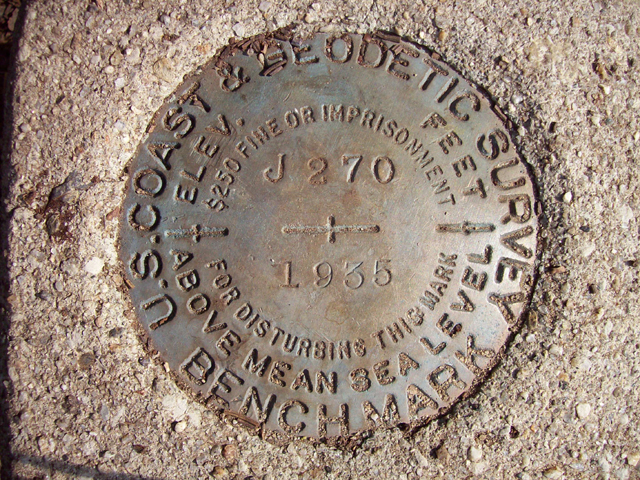 U.S. COAST & GEODETIC SURVEY
BENCH MARK
ELEV. FEET
ABOVE MEAN SEA LEVEL
$250 FINE OR IMPRISONMENT.
FOR DISTURBING THIS MARK
J 270
1935